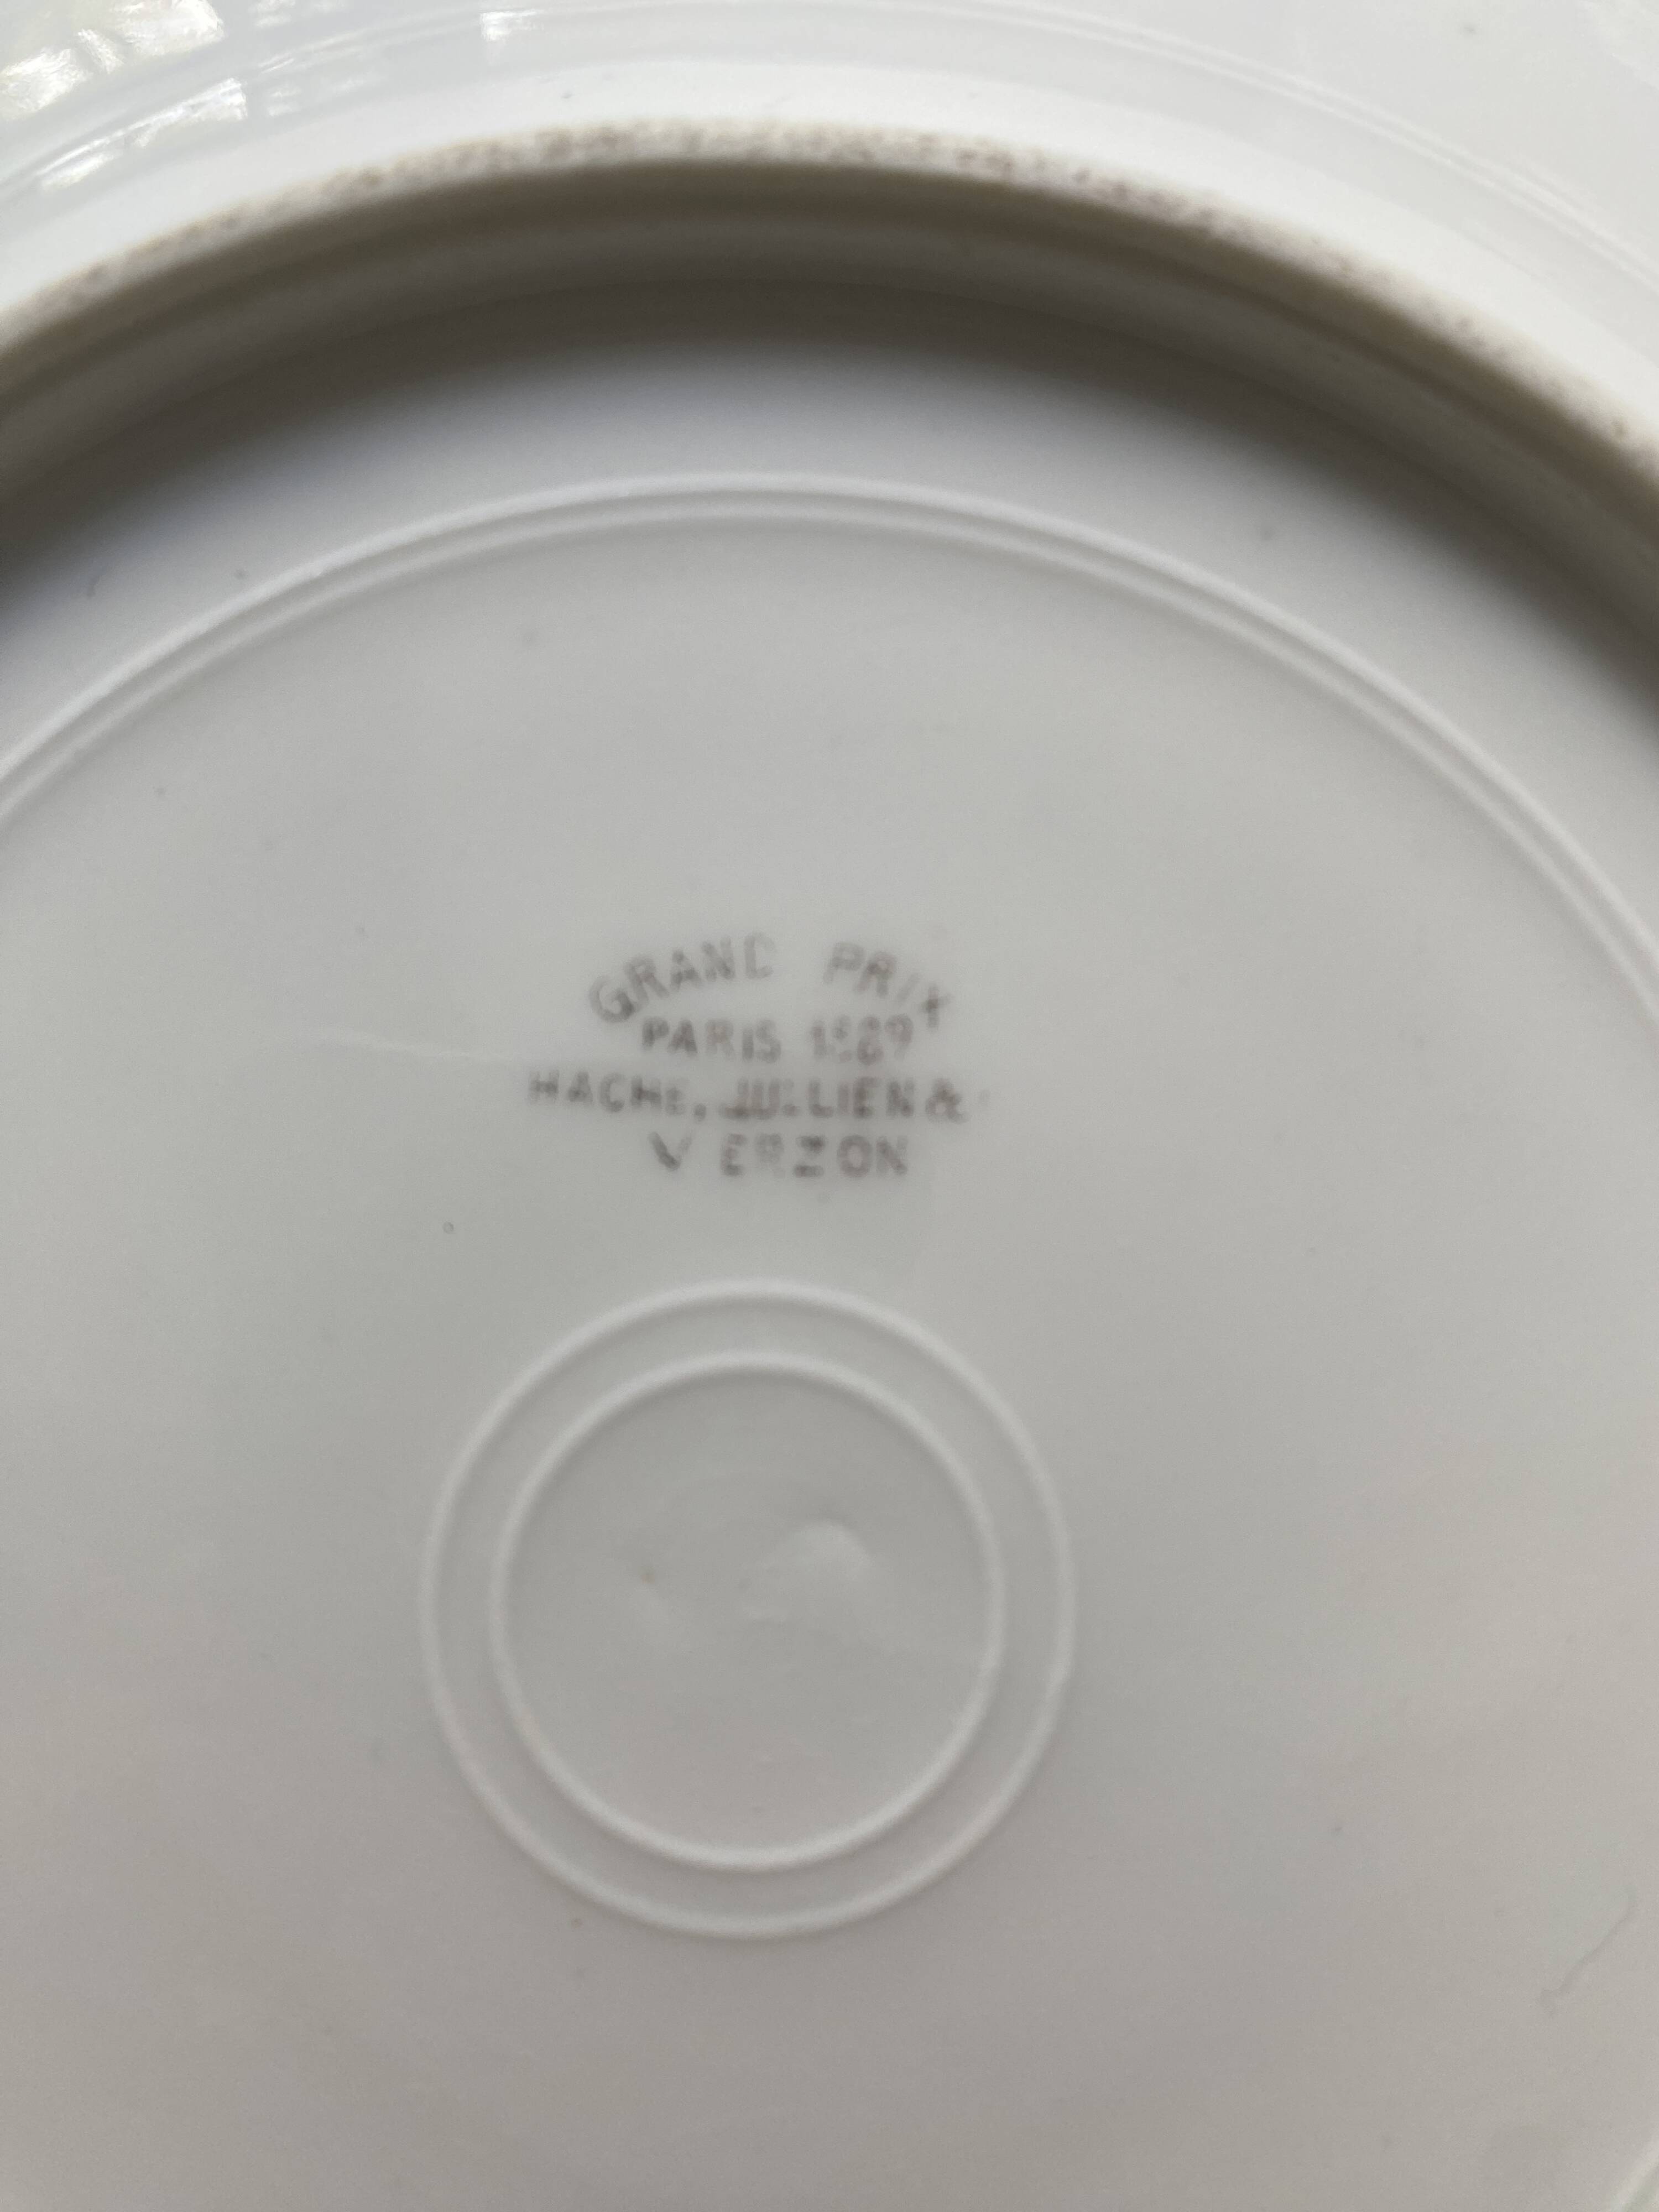 GRAND PRIX
PARIS 1889
HACHE, JULLIEN &
VIERZON